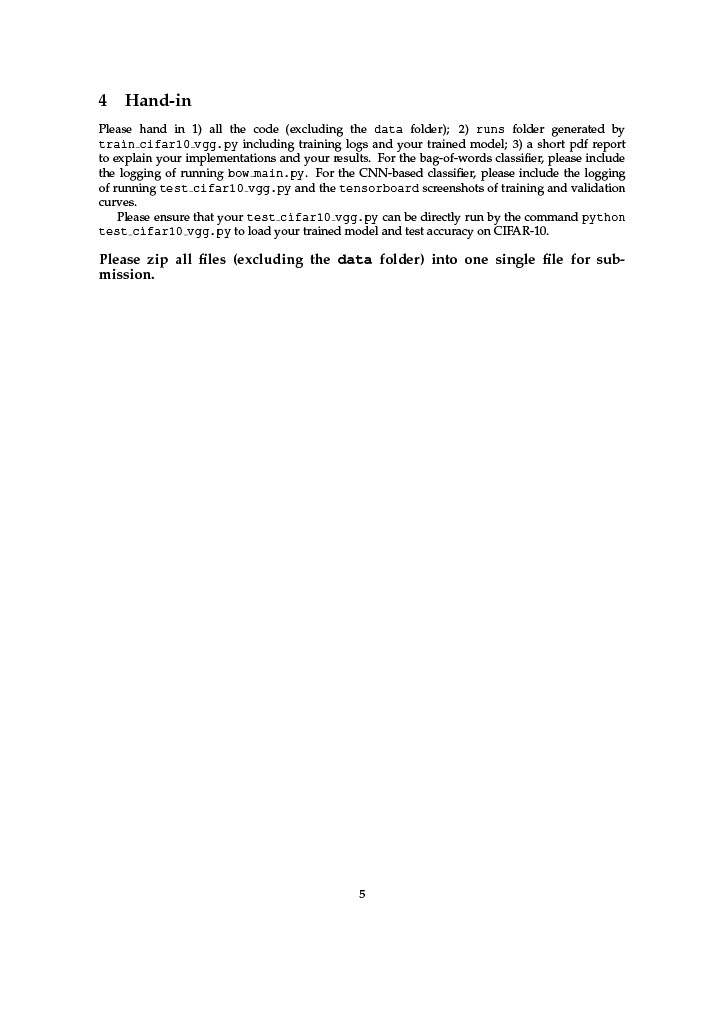 4 Hand-in
Please hand in 1) all the code (excluding the data folder); 2) runs folder generated by
train_cifar10_vgg.py including training logs and your trained model; 3) a short pdf report
to explain your implementations and your results. For the bag-of-words classifier, please include
the logging of running bow_main.py. For the CNN-based classifier, please include the logging
of running test_cifar10_vgg.py and the tensorboard screenshots of training and validation
curves.
Please ensure that your test_cifar10_vgg.py can be directly run by the command python
test_cifar10_vgg.py to load your trained model and test accuracy on CIFAR-10.
Please zip all files (excluding the data folder) into one single file for sub-
mission.
5